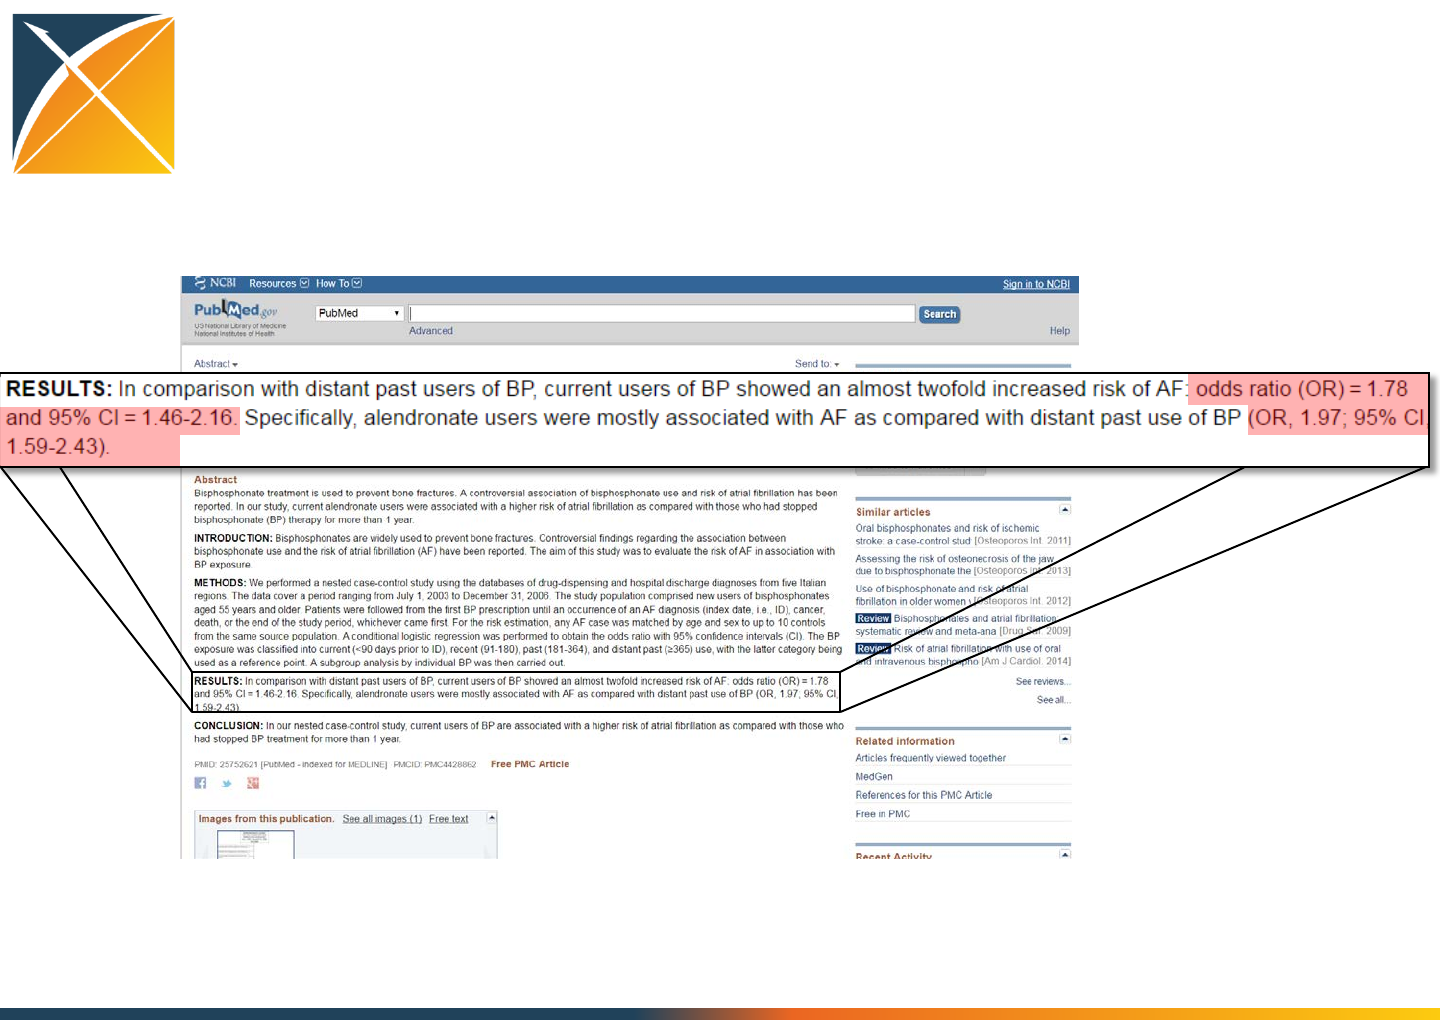 NCBI Resources How To Sign in to NCBI
PubMed.gov
US National Library of Medicine
National Institutes of Health
PubMed
Search
Advanced
Help
Abstract
Send to:
RESULTS: In comparison with distant past users of BP, current users of BP showed an almost twofold increased risk of AF: odds ratio (OR) = 1.78
and 95% CI = 1.46-2.16. Specifically, alendronate users were mostly associated with AF as compared with distant past use of BP (OR, 1.97; 95% CI,
1.59-2.43).
Abstract
Bisphosphonate treatment is used to prevent bone fractures. A controversial association of bisphosphonate use and risk of atrial fibrillation has been
reported. In our study, current alendronate users were associated with a higher risk of atrial fibrillation as compared with those who had stopped
bisphosphonate (BP) therapy for more than 1 year.
INTRODUCTION: Bisphosphonates are widely used to prevent bone fractures. Controversial findings regarding the association between
bisphosphonate use and the risk of atrial fibrillation (AF) have been reported. The aim of this study was to evaluate the risk of AF in association with
BP exposure.
METHODS: We performed a nested case-control study using the databases of drug-dispensing and hospital discharge diagnoses from five Italian
regions. The data cover a period ranging from July 1, 2003 to December 31, 2006. The study population comprised new users of bisphosphonates
aged 55 years and older. Patients were followed from the first BP prescription until an occurrence of an AF diagnosis (index date, i.e., ID), cancer,
death, or the end of the study period, whichever came first. For the risk estimation, any AF case was matched by age and sex to up to 10 controls
from the same source population. A conditional logistic regression was performed to obtain the odds ratio with 95% confidence intervals (CI). The BP
exposure was classified into current (<90 days prior to ID), recent (91-180), past (181-364), and distant past (≥365) use, with the latter category being
used as a reference point. A subgroup analysis by individual BP was then carried out.
RESULTS: In comparison with distant past users of BP, current users of BP showed an almost twofold increased risk of AF: odds ratio (OR) = 1.78
and 95% CI = 1.46-2.16. Specifically, alendronate users were mostly associated with AF as compared with distant past use of BP (OR, 1.97; 95% CI,
1.59-2.43).
CONCLUSION: In our nested case-control study, current users of BP are associated with a higher risk of atrial fibrillation as compared with those who
had stopped BP treatment for more than 1 year.
PMID: 25752621 [PubMed - indexed for MEDLINE] PMCID: PMC4428862 Free PMC Article
Images from this publication. See all images (1) Free text
Similar articles
Oral bisphosphonates and risk of ischemic
stroke: a case-control stud [Osteoporos Int. 2011]
Assessing the risk of osteonecrosis of the jaw
due to bisphosphonate the [Osteoporos Int. 2013]
Use of bisphosphonate and risk of atrial
fibrillation in older women [Osteoporos Int. 2012]
Review Bisphosphonates and atrial fibrillation
systematic review and meta-ana [Drug Saf. 2009]
Review Risk of atrial fibrillation with use of oral
and intravenous bisphospho [Am J Cardiol. 2014]
See reviews...
See all...
Related information
Articles frequently viewed together
MedGen
References for this PMC Article
Free in PMC
Recent Activity